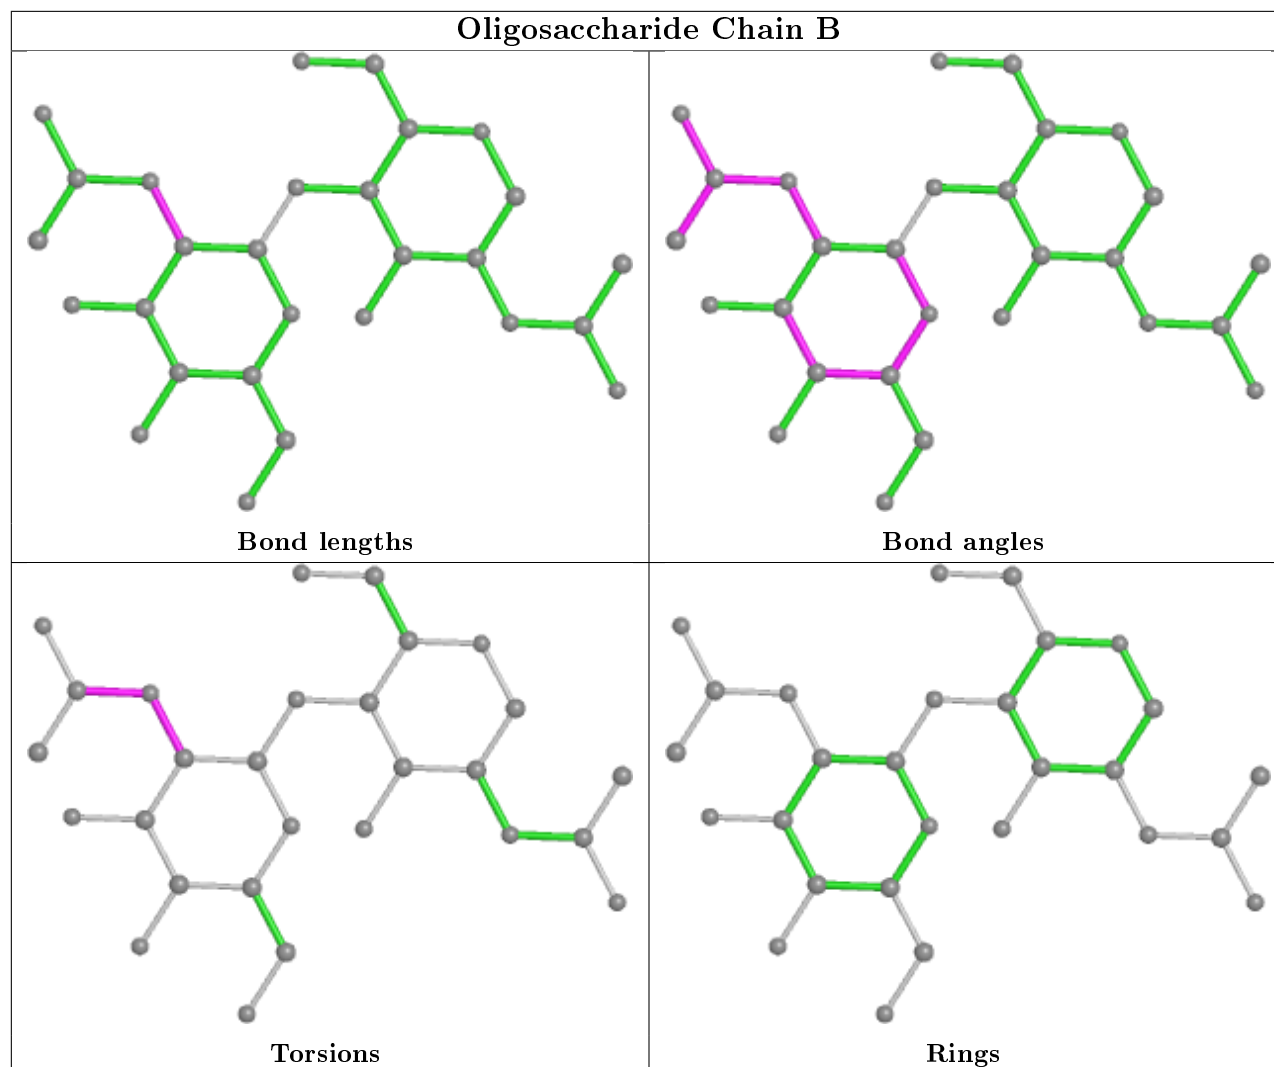 Oligosaccharide Chain B
Bond lengths
Bond angles
Torsions
Rings